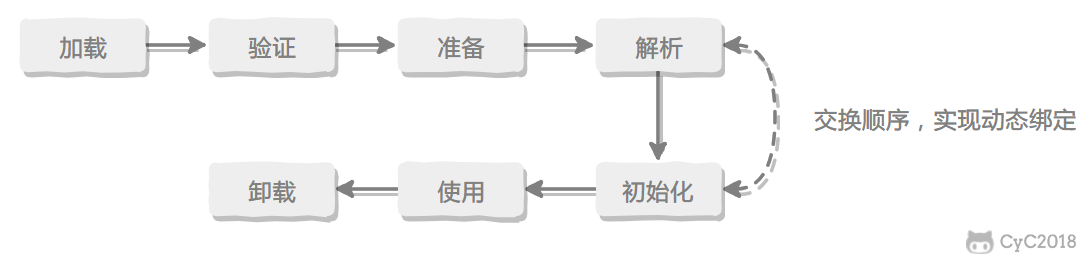 加载
验证
准备
解析
交换顺序，实现动态绑定
卸载
使用
初始化
CyC2018